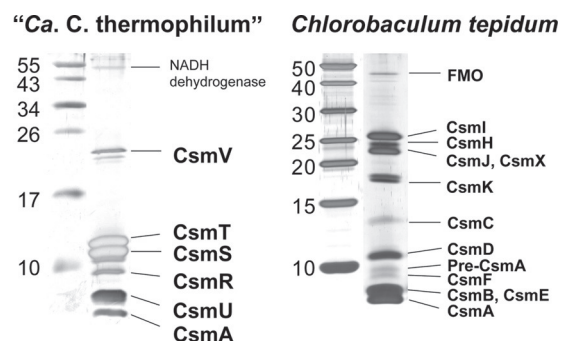 “Ca. C. thermophilum”
55
43
34
26
17
10
NADH
dehydrogenase
CsmV
CsmT
CsmS
CsmR
CsmU
CsmA
Chlorobaculum tepidum
50
40
30
25
20
15
10
FMO
CsmI
CsmH
CsmJ, CsmX
CsmK
CsmC
CsmD
Pre-CsmA
CsmF
CsmB, CsmE
CsmA